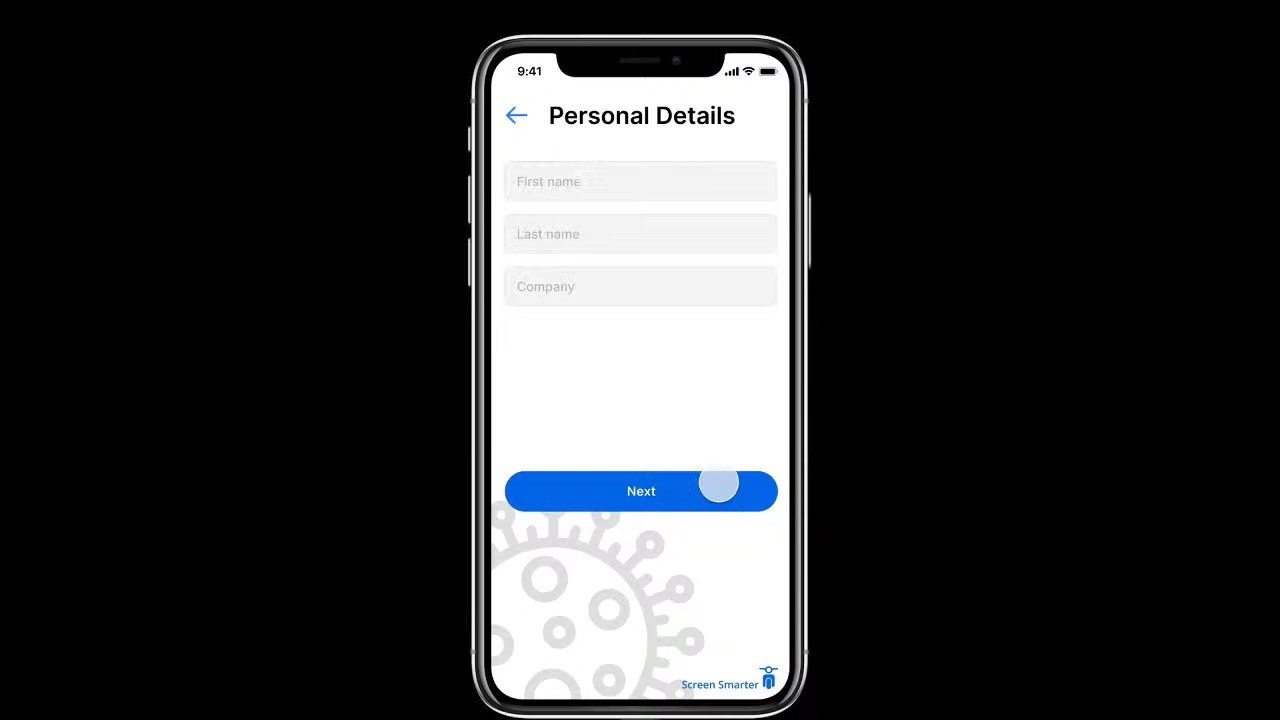 9:41
Personal Details
First name
Last name
Company
Next
Screen Smarter